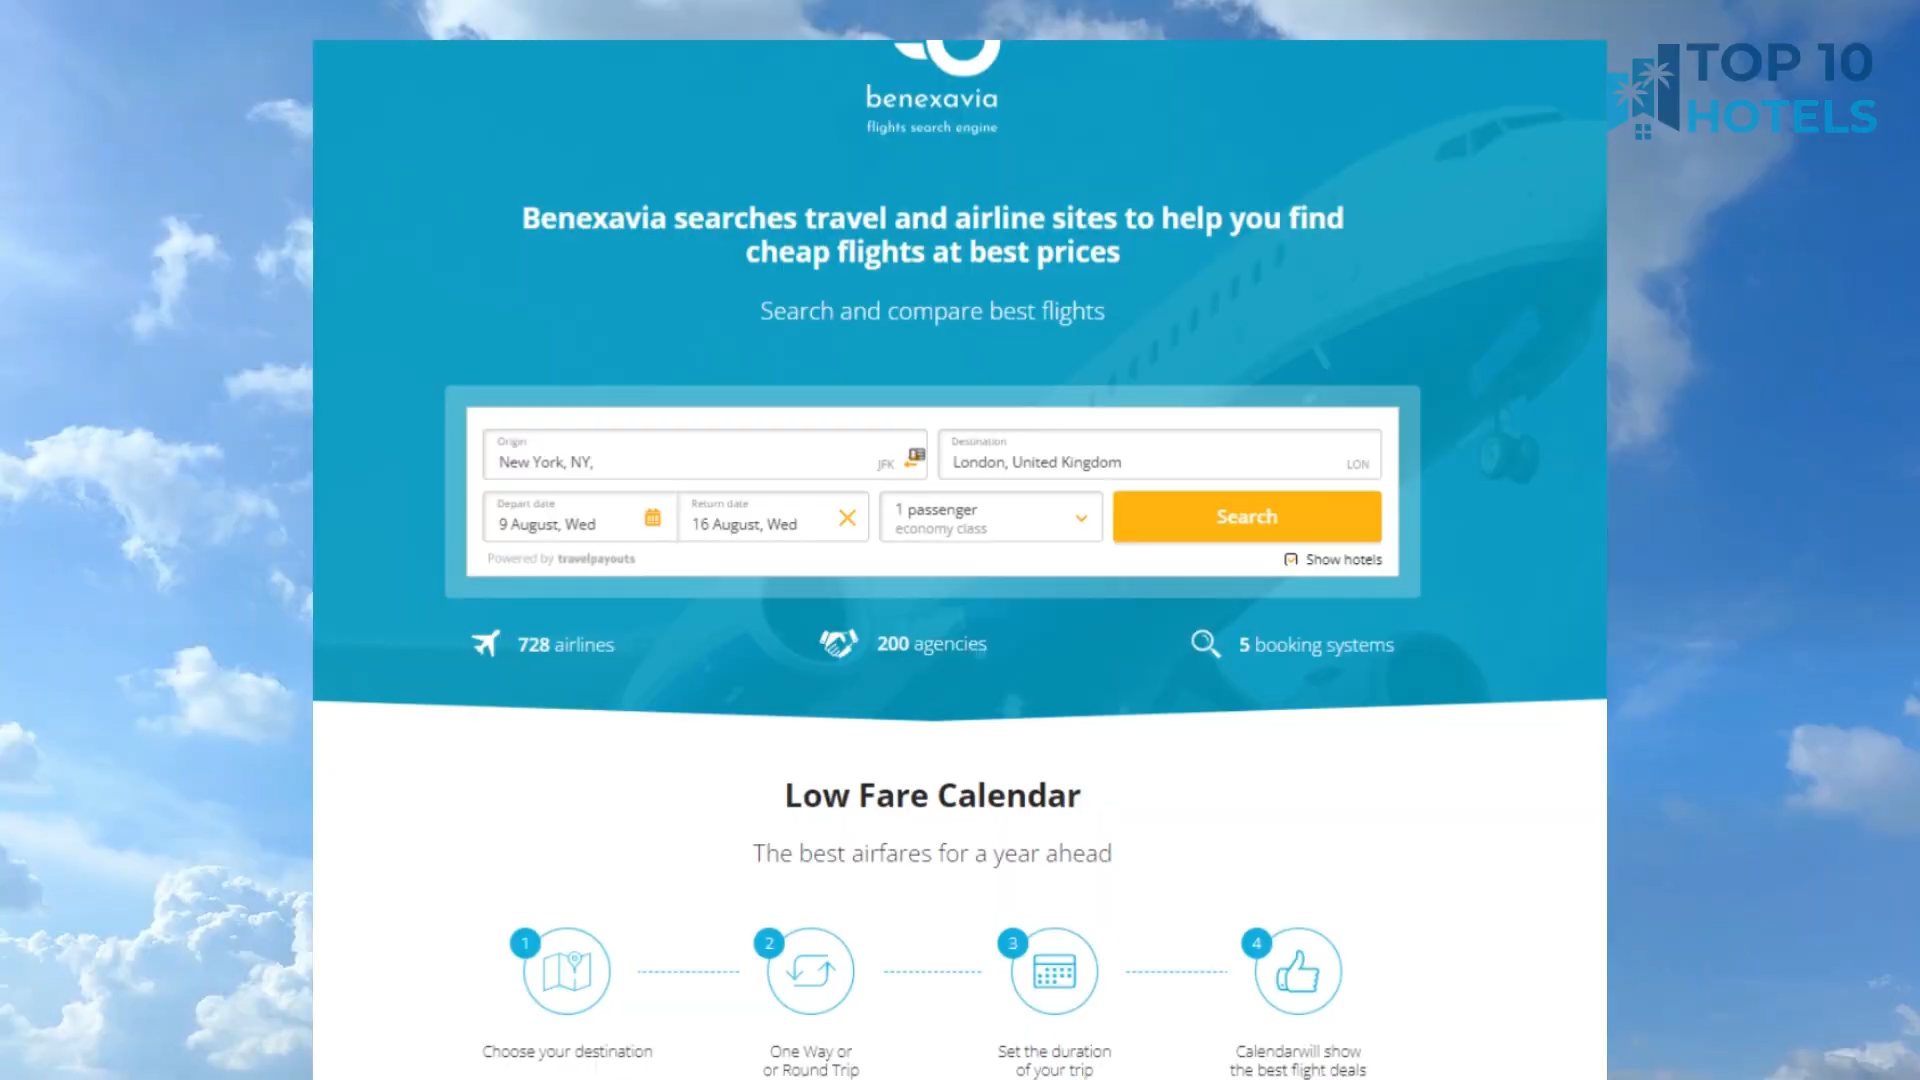 TOP 10
HOTELS
benexavia
flights search engine
Benexavia searches travel and airline sites to help you find
cheap flights at best prices
Search and compare best flights
Origin
New York, NY,
JFK
Destination
London, United Kingdom
LON
Depart date
9 August, Wed
Return date
16 August, Wed
1 passenger
economy class
Search
Powered by travelpayouts
Show hotels
728 airlines
200 agencies
5 booking systems
Low Fare Calendar
The best airfares for a year ahead
1
2
3
4
Choose your destination
One Way or
or Round Trip
Set the duration
of your trip
Calendarwill show
the best flight deals